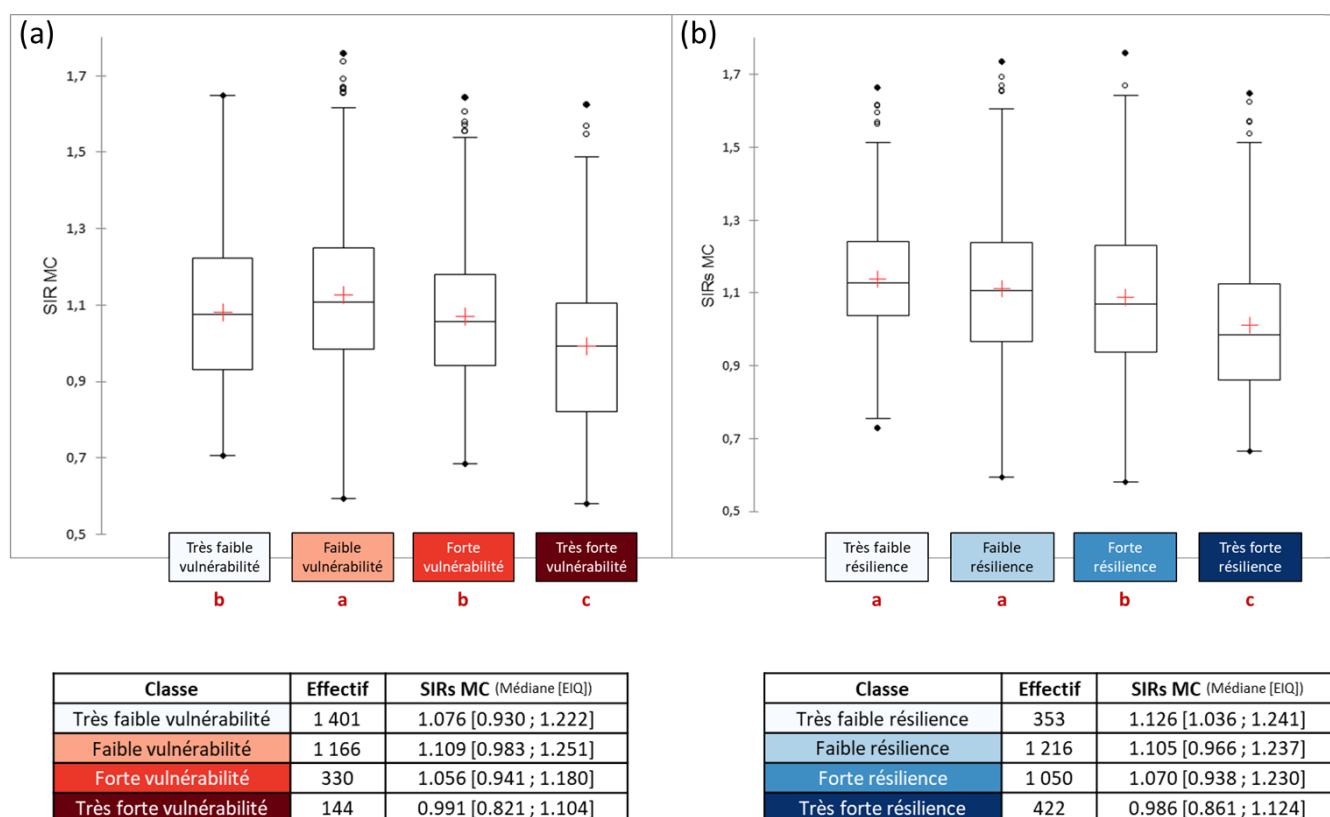 (a)
1,7
1,5
1,3
1,1
0,9
0,7
0,5
SIR MC
Très faible
vulnérabilité
Faible
vulnérabilité
Forte
vulnérabilité
Très forte
vulnérabilité
b a b c
(b)
1,7
1,5
1,3
1,1
0,9
0,7
0,5
SIRs MC
Très faible
résilience
Faible
résilience
Forte
résilience
Très forte
résilience
a a b c
Classe Effectif SIRs MC (Médiane [EIQ])
Très faible vulnérabilité 1 401 1.076 [0.930 ; 1.222]
Faible vulnérabilité 1 166 1.109 [0.983 ; 1.251]
Forte vulnérabilité 330 1.056 [0.941 ; 1.180]
Très forte vulnérabilité 144 0.991 [0.821 ; 1.104]
Classe Effectif SIRs MC (Médiane [EIQ])
Très faible résilience 353 1.126 [1.036 ; 1.241]
Faible résilience 1 216 1.105 [0.966 ; 1.237]
Forte résilience 1 050 1.070 [0.938 ; 1.230]
Très forte résilience 422 0.986 [0.861 ; 1.124]